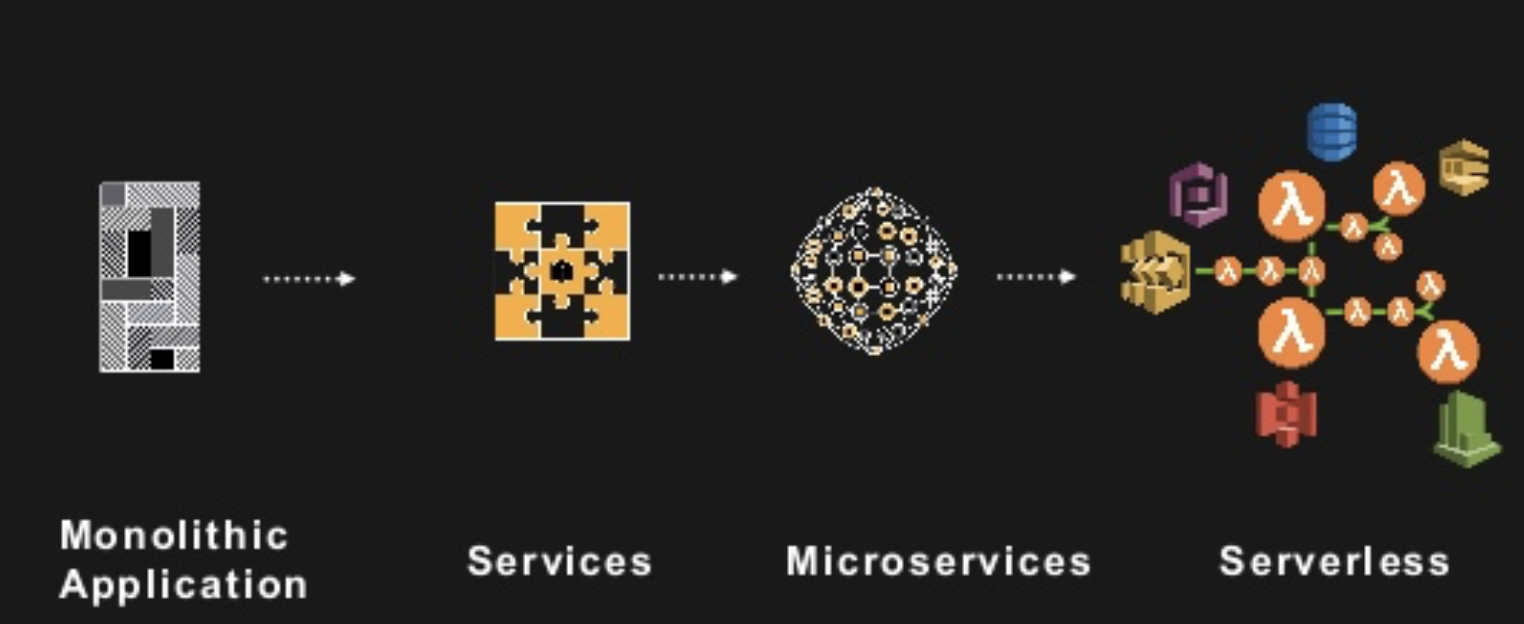 Monolithic
Application
Services
Microservices
Serverless
λ
λ
λ
λ
λ
λ
λ
λ
λ
λ
λ
λ